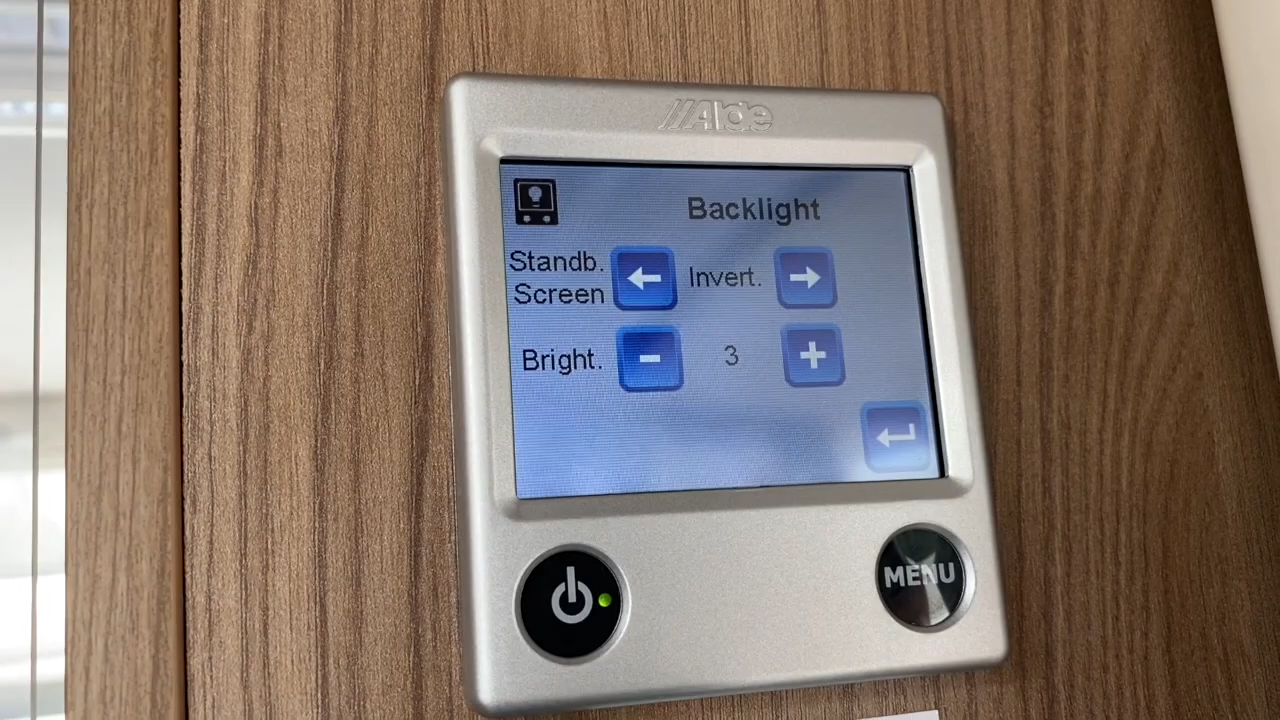 Alde
Backlight
Standb.
Screen
Invert.
Bright.
3
MENU